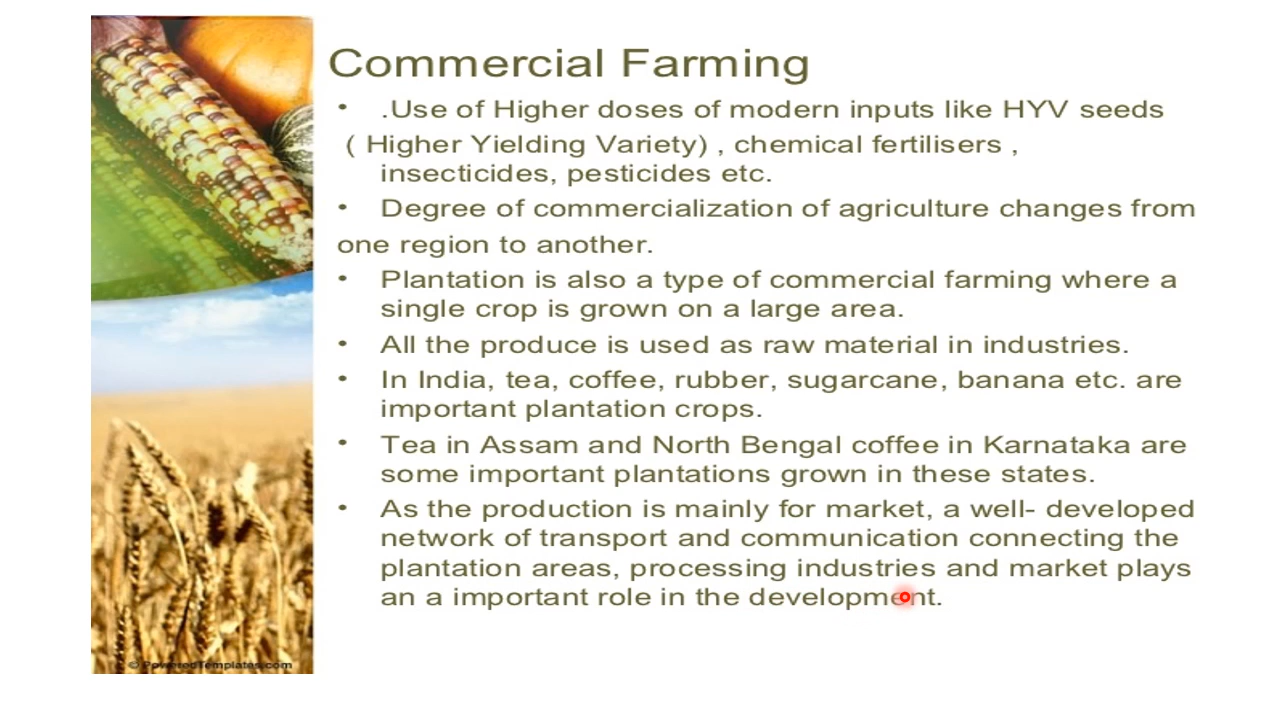 Commercial Farming
• .Use of Higher doses of modern inputs like HYV seeds
( Higher Yielding Variety) , chemical fertilisers ,
insecticides, pesticides etc.
• Degree of commercialization of agriculture changes from
one region to another.
• Plantation is also a type of commercial farming where a
single crop is grown on a large area.
• All the produce is used as raw material in industries.
• In India, tea, coffee, rubber, sugarcane, banana etc. are
important plantation crops.
• Tea in Assam and North Bengal coffee in Karnataka are
some important plantations grown in these states.
• As the production is mainly for market, a well- developed
network of transport and communication connecting the
plantation areas, processing industries and market plays
an a important role in the development.
© PoweredTemplates.com